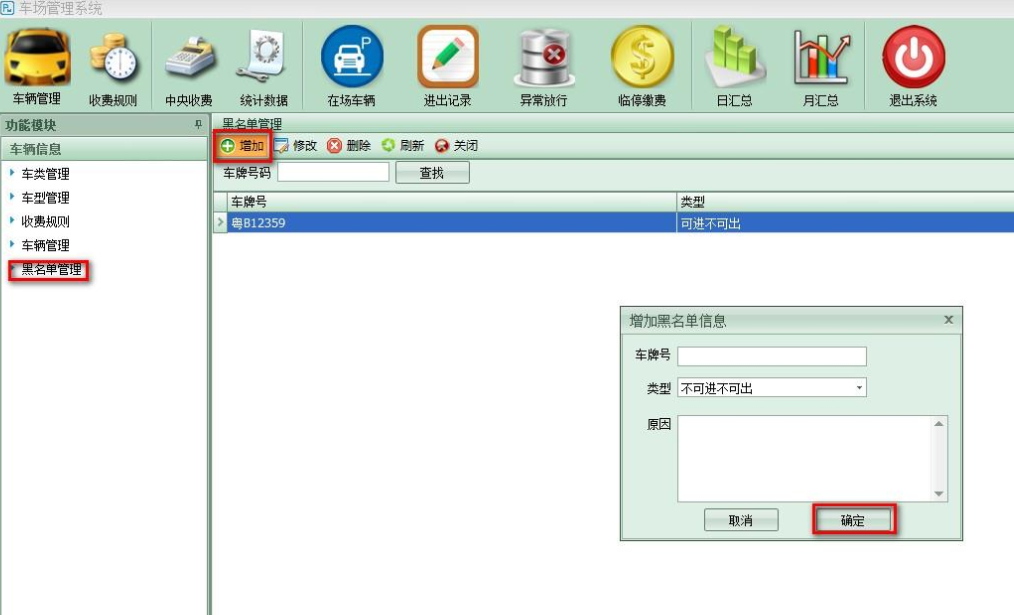 车场管理系统
车辆管理 收费规则 中央收费 统计数据 在场车辆 进出记录 异常放行 临停缴费 日汇总 月汇总 退出系统
功能模块
车辆信息
车类管理
车型管理
收费规则
车辆管理
黑名单管理
黑名单管理
增加 修改 删除 刷新 关闭
车牌号码 查找
车牌号 类型
粤B12359 可进不可出
增加黑名单信息
车牌号
类型 不可进不可出
原因
取消 确定